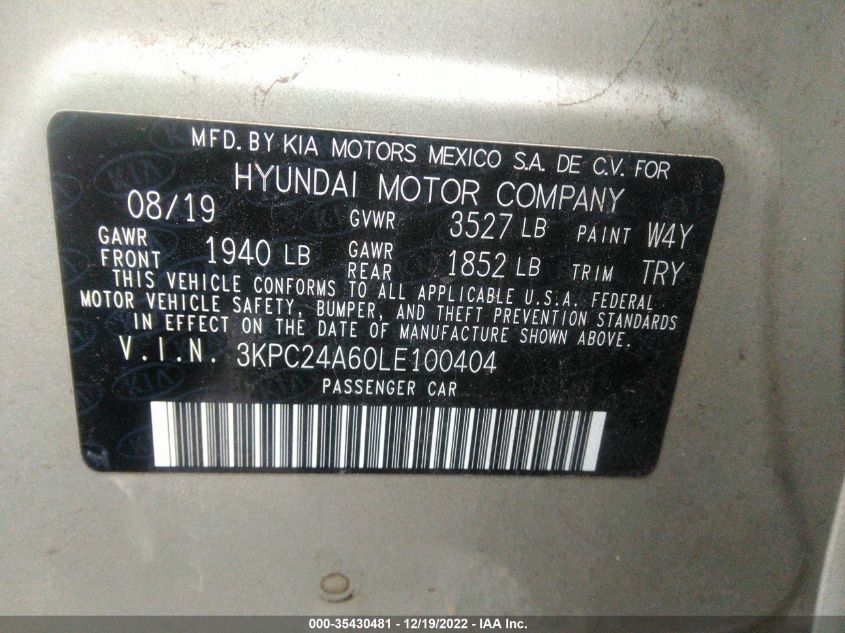 MFD. BY KIA MOTORS MEXICO S.A. DE C.V. FOR
HYUNDAI MOTOR COMPANY
08/19 GVWR 3527 LB PAINT W4Y
GAWR FRONT 1940 LB GAWR REAR 1852 LB TRIM TRY
THIS VEHICLE CONFORMS TO ALL APPLICABLE U.S.A. FEDERAL
MOTOR VEHICLE SAFETY, BUMPER, AND THEFT PREVENTION STANDARDS
IN EFFECT ON THE DATE OF MANUFACTURE SHOWN ABOVE.
V.I.N. 3KPC24A60LE100404
PASSENGER CAR
000-35430481 - 12/19/2022 - IAA Inc.